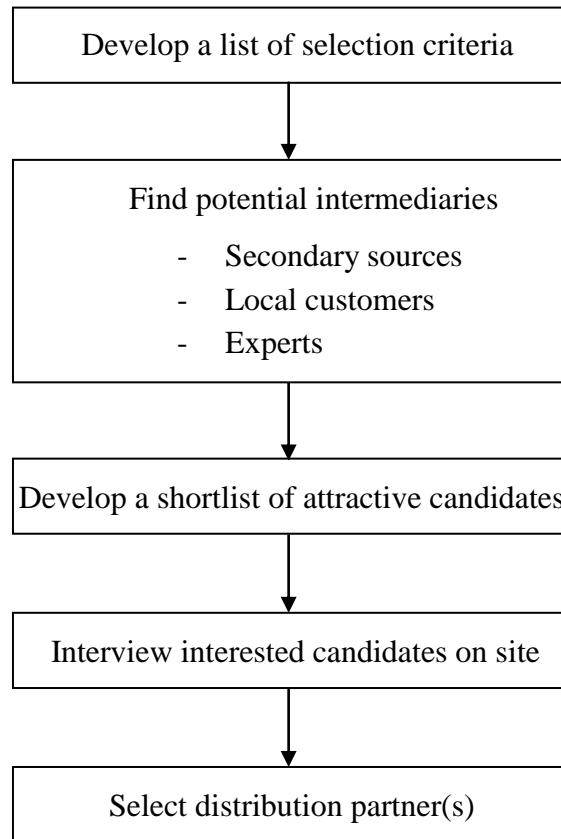 Develop a list of selection criteria
Find potential intermediaries
- Secondary sources
- Local customers
- Experts
Develop a shortlist of attractive candidates
Interview interested candidates on site
Select distribution partner(s)